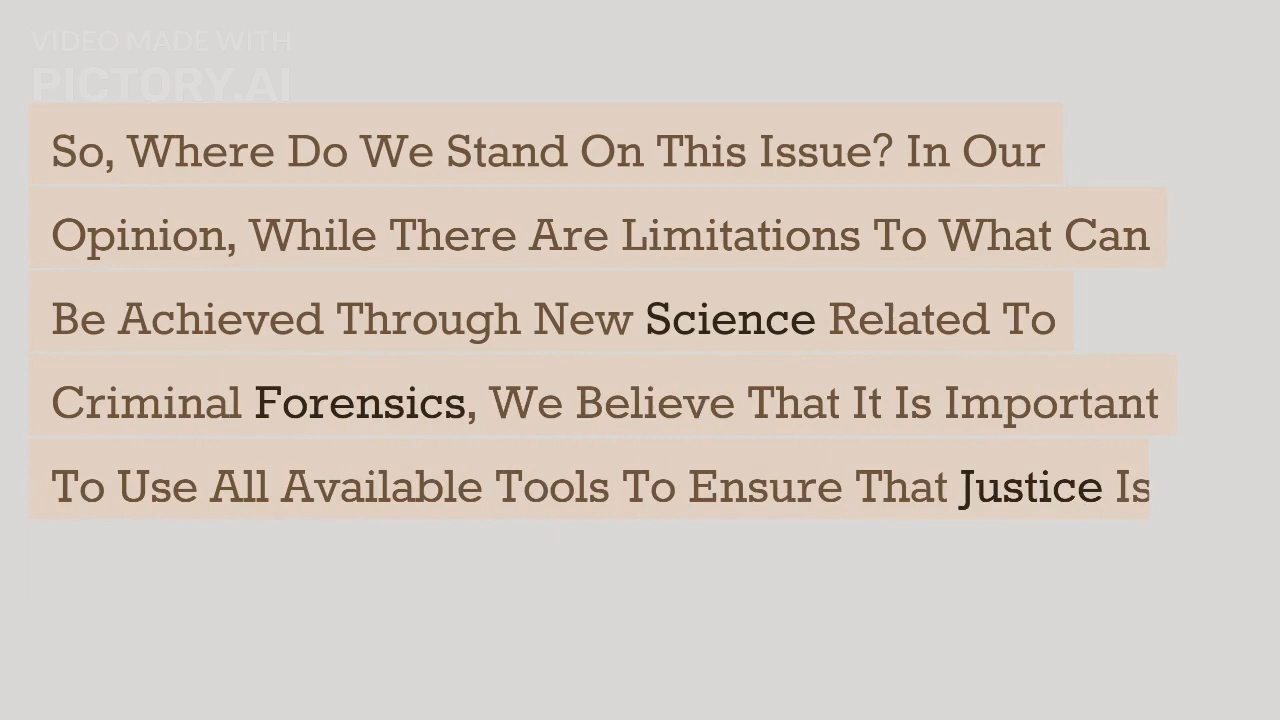 VIDEO MADE WITH
PICTORY.AI
So, Where Do We Stand On This Issue? In Our
Opinion, While There Are Limitations To What Can
Be Achieved Through New Science Related To
Criminal Forensics, We Believe That It Is Important
To Use All Available Tools To Ensure That Justice Is